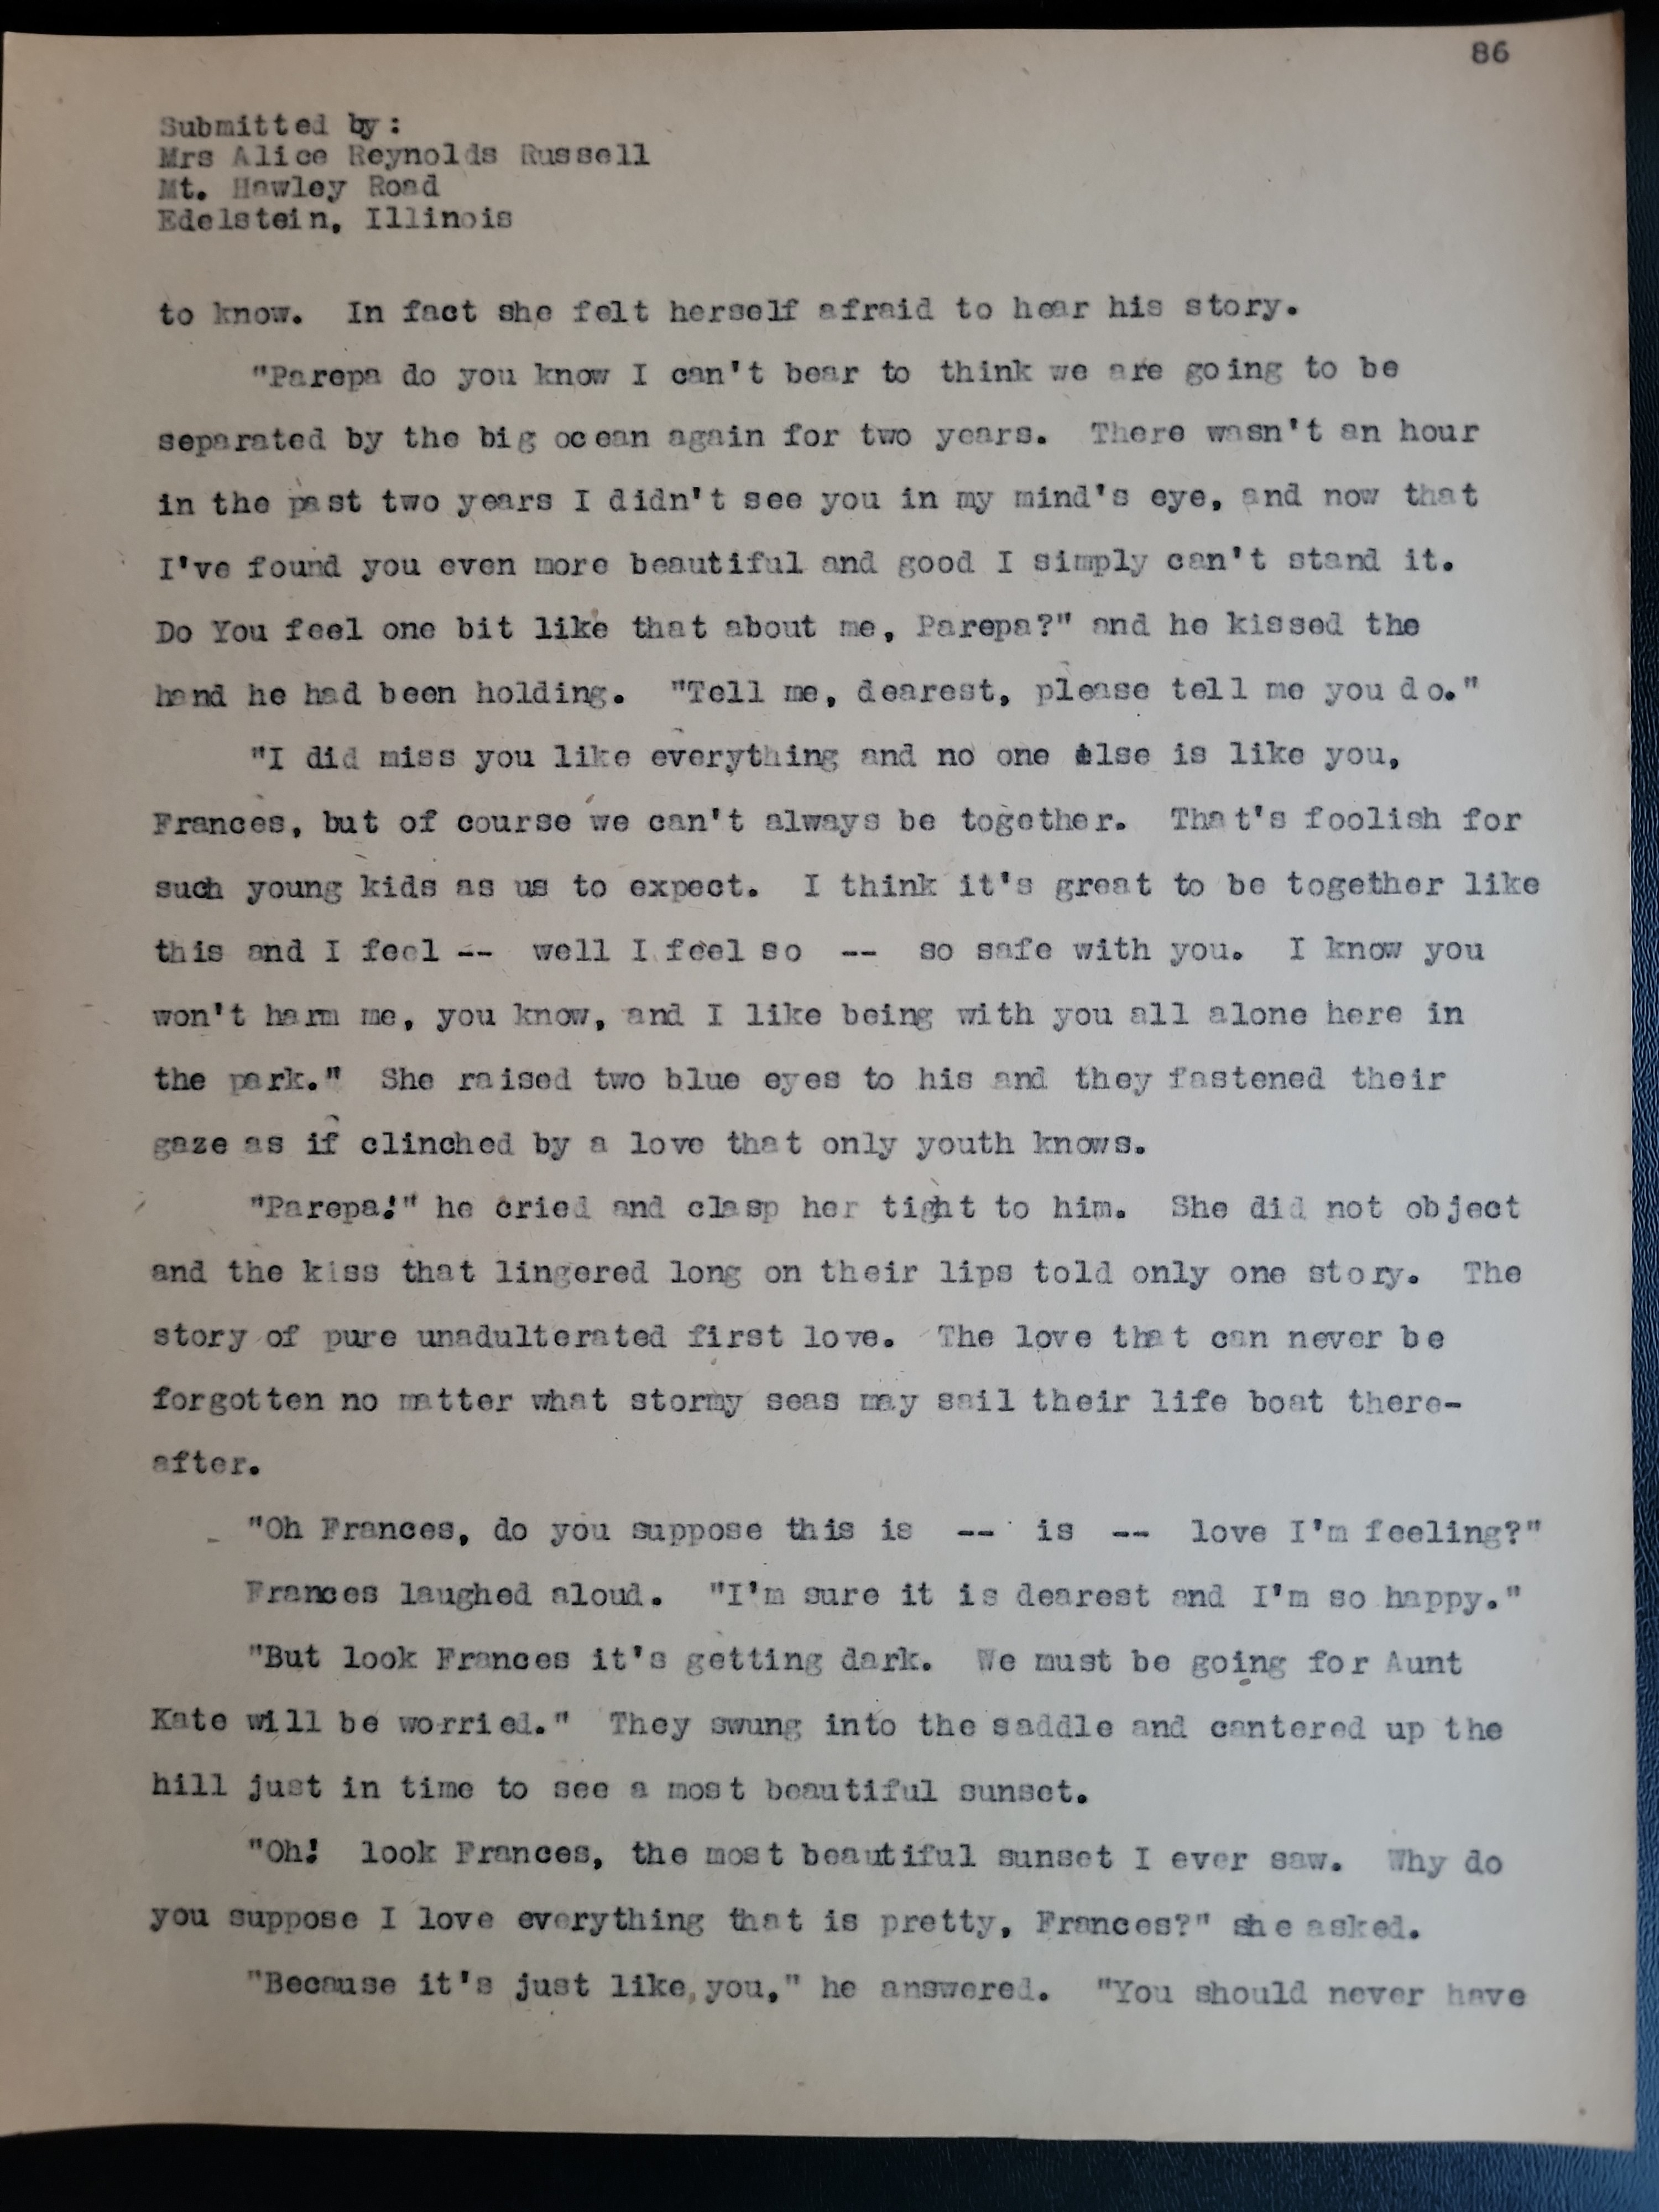 86
Submitted by:
Mrs Alice Reynolds Russell
Mt. Hawley Road
Edelstein, Illinois
to know.  In fact she felt herself afraid to hear his story.
"Parepa do you know I can't bear to think we are going to be
separated by the big ocean again for two years.  There wasn't an hour
in the past two years I didn't see you in my mind's eye, and now that
I've found you even more beautiful and good I simply can't stand it.
Do You feel one bit like that about me, Parepa?" and he kissed the
hand he had been holding.  "Tell me, dearest, please tell me you do."
"I did miss you like everything and no one else is like you,
Frances, but of course we can't always be together.  That's foolish for
such young kids as us to expect.  I think it's great to be together like
this and I feel --  well I feel so  --  so safe with you.  I know you
won't harm me, you know, and I like being with you all alone here in
the park."  She raised two blue eyes to his and they fastened their
gaze as if clinched by a love that only youth knows.
"Parepa!" he cried and clasp her tight to him.  She did not object
and the kiss that lingered long on their lips told only one story.  The
story of pure unadulterated first love.  The love that can never be
forgotten no matter what stormy seas may sail their life boat there-
after.
"Oh Frances, do you suppose this is  --  is  --  love I'm feeling?"
Frances laughed aloud.  "I'm sure it is dearest and I'm so happy."
"But look Frances it's getting dark.  We must be going for Aunt
Kate will be worried."  They swung into the saddle and cantered up the
hill just in time to see a most beautiful sunset.
"Oh!  look Frances, the most beautiful sunset I ever saw.  Why do
you suppose I love everything that is pretty, Frances?" she asked.
"Because it's just like you," he answered.  "You should never have